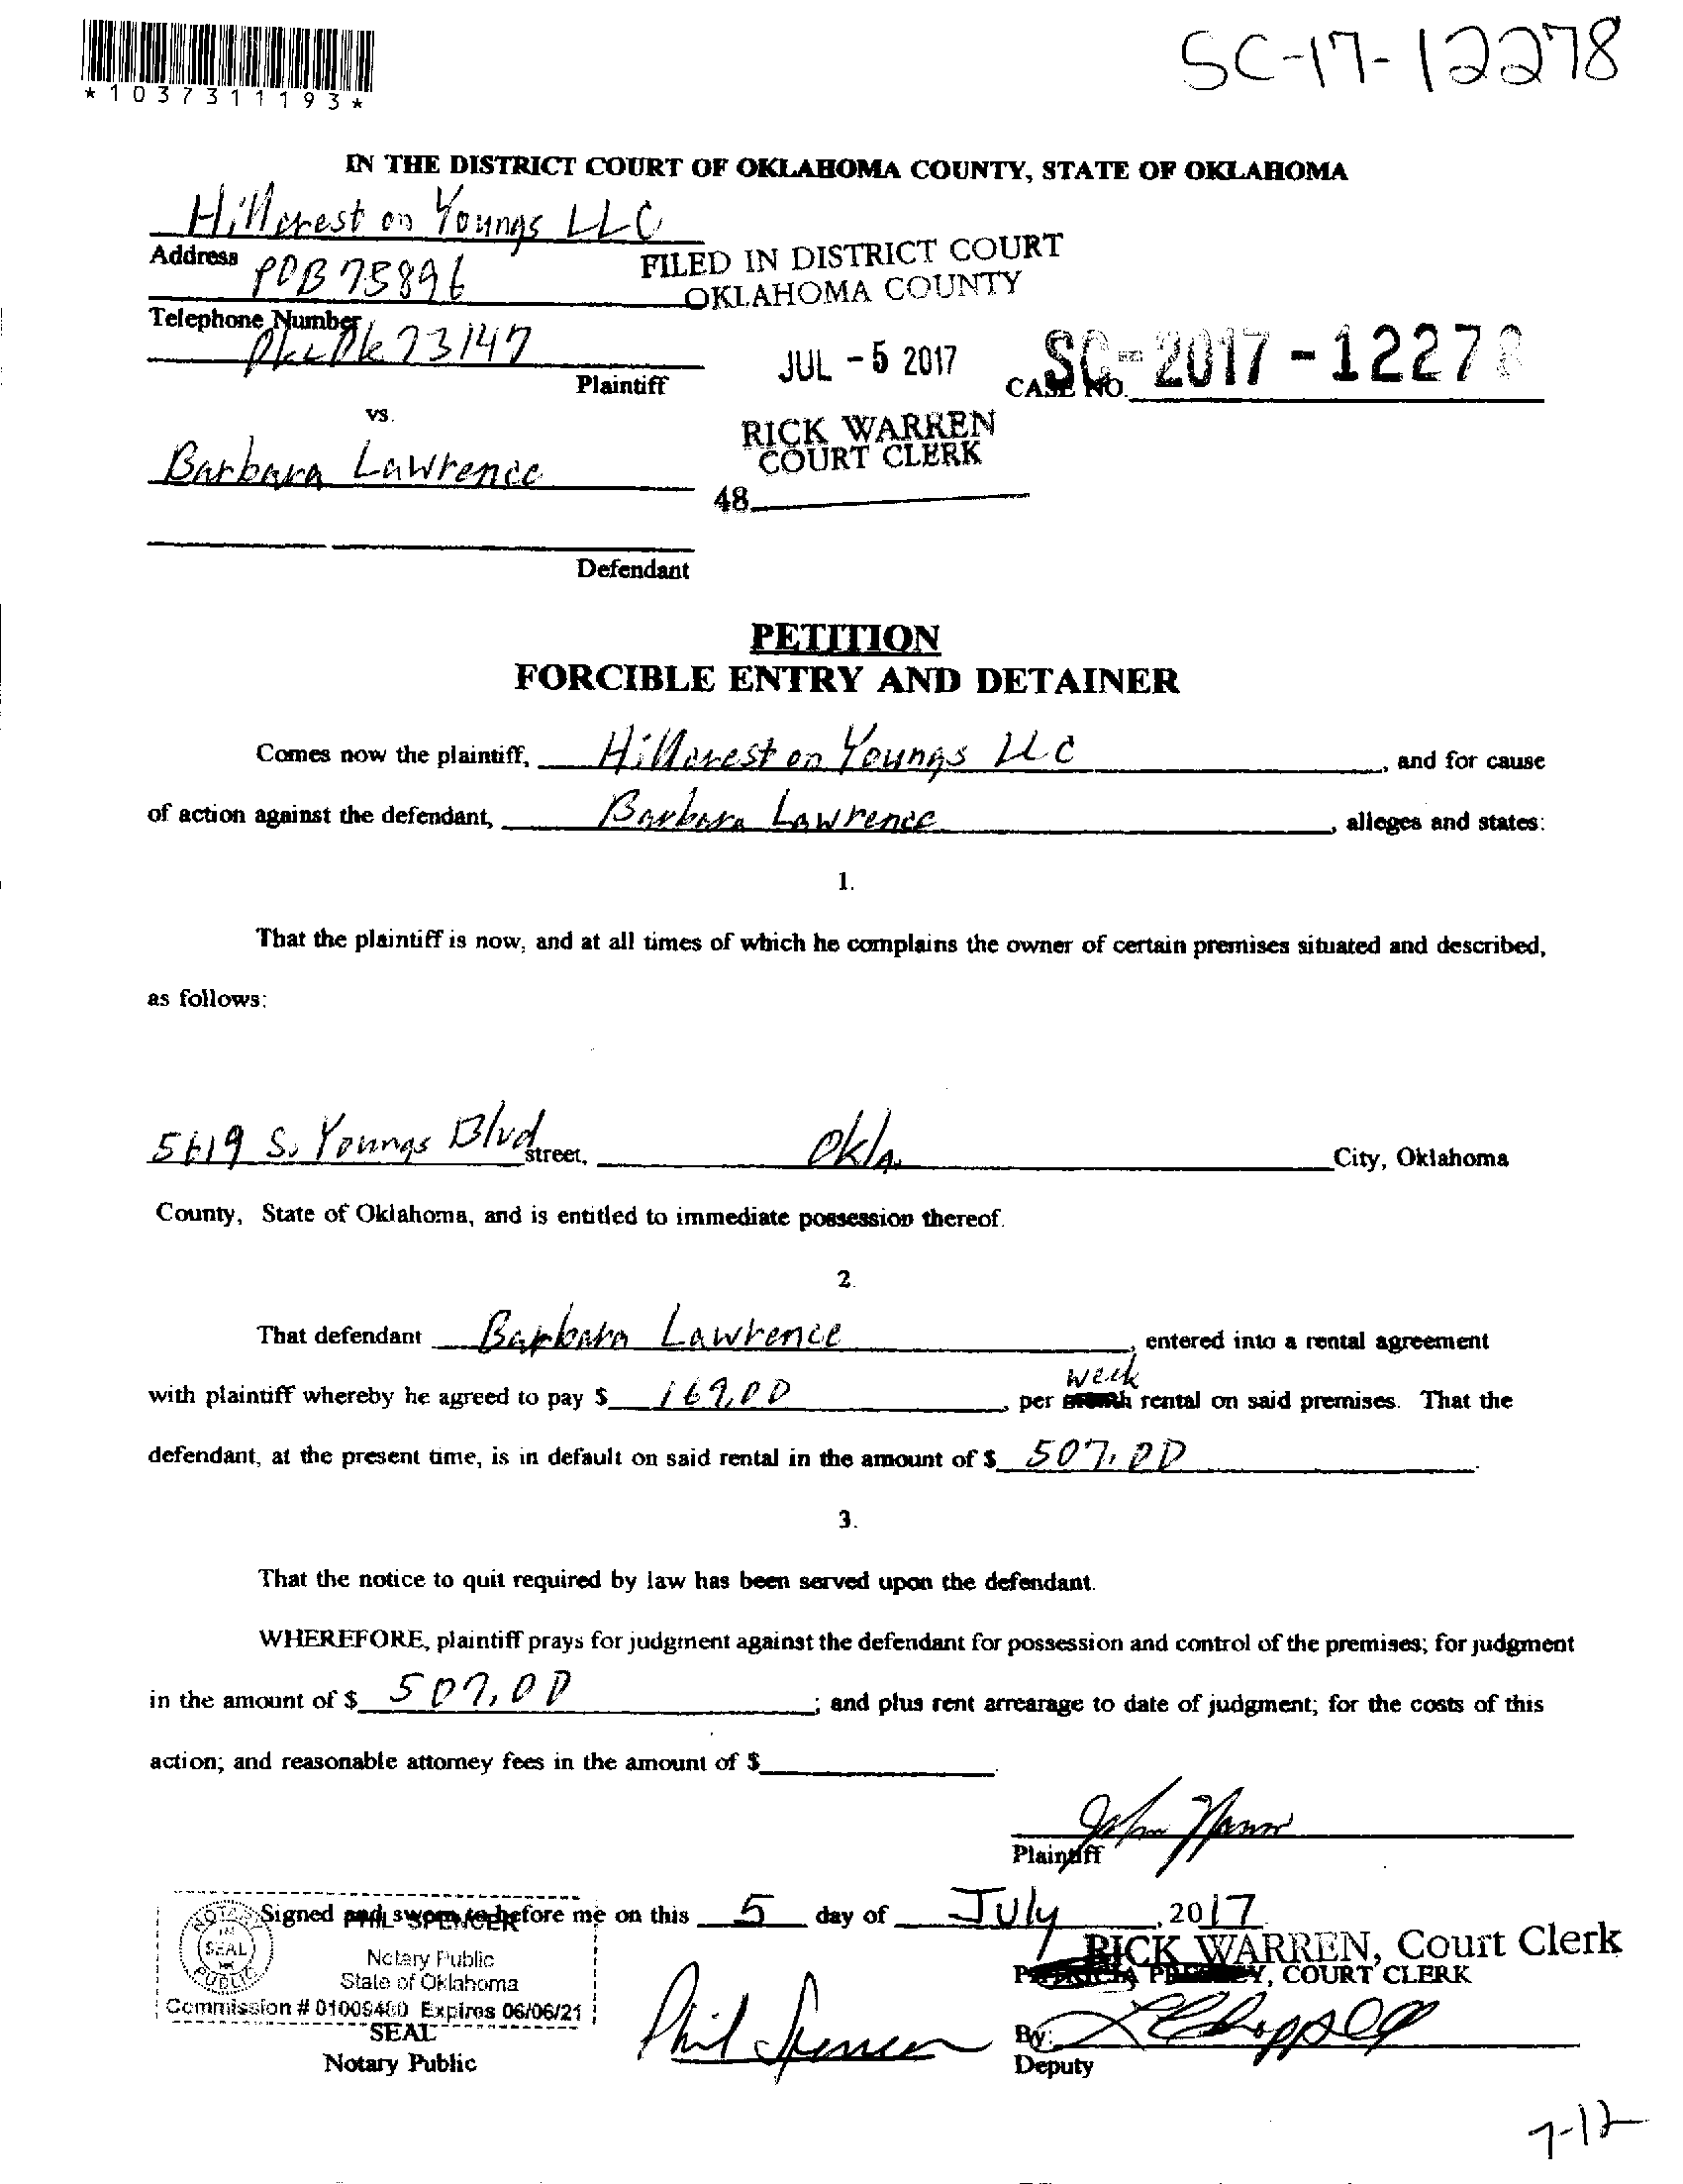 *1037311193*
SC-17-12278
IN THE DISTRICT COURT OF OKLAHOMA COUNTY, STATE OF OKLAHOMA
Hillcrest on Youngs LLC
Address
POB 75896
FILED IN DISTRICT COURT
OKLAHOMA COUNTY
Telephone Number
73147
Plaintiff
JUL - 5 2017
CASE NO.
SC-2017-12278
vs.
RICK WARREN
COURT CLERK
Barbara Lawrence
48
Defendant
PETITION
FORCIBLE ENTRY AND DETAINER
Comes now the plaintiff, Hillcrest on Youngs LLC, and for cause
of action against the defendant, Barbara Lawrence, alleges and states:
1.
That the plaintiff is now, and at all times of which he complains the owner of certain premises situated and described,
as follows:
5619 S. Youngs Blvd street, Okla. City, Oklahoma
County, State of Oklahoma, and is entitled to immediate possession thereof.
2.
That defendant Barbara Lawrence, entered into a rental agreement
week
with plaintiff whereby he agreed to pay $ 169.00, per month rental on said premises. That the
defendant, at the present time, is in default on said rental in the amount of $ 507.00.
3.
That the notice to quit required by law has been served upon the defendant.
WHEREFORE, plaintiff prays for judgment against the defendant for possession and control of the premises; for judgment
in the amount of $ 507.00; and plus rent arrearage to date of judgment; for the costs of this
action; and reasonable attorney fees in the amount of $
John
Plaintiff
Signed and sworn to before me on this 5 day of July, 2017
PHIL SPENCER
NOTARY
SEAL
PUBLIC
Notary Public
State of Oklahoma
Commission # 01009480 Expires 06/06/21
RICK WARREN, Court Clerk
COURT CLERK
SEAL
Notary Public
Phil Spencer
By:
Deputy
7-12